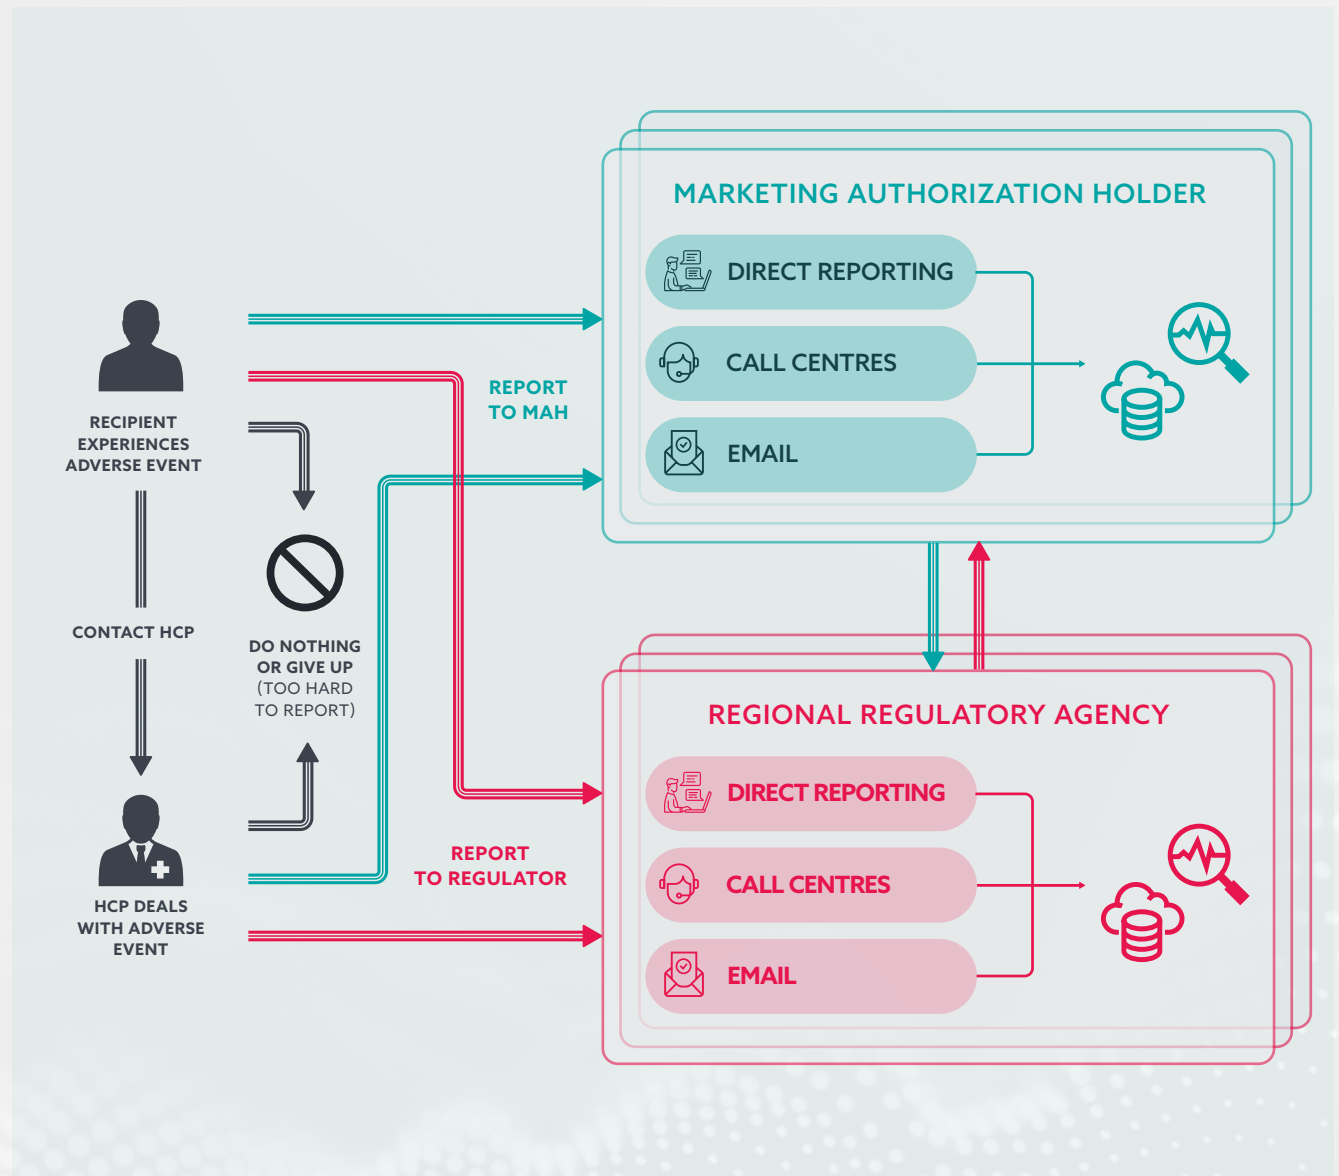 MARKETING AUTHORIZATION HOLDER
DIRECT REPORTING
CALL CENTRES
EMAIL
REPORT
TO MAH
RECIPIENT
EXPERIENCES
ADVERSE EVENT
CONTACT HCP
DO NOTHING
OR GIVE UP
(TOO HARD
TO REPORT)
HCP DEALS
WITH ADVERSE
EVENT
REPORT
TO REGULATOR
REGIONAL REGULATORY AGENCY
DIRECT REPORTING
CALL CENTRES
EMAIL